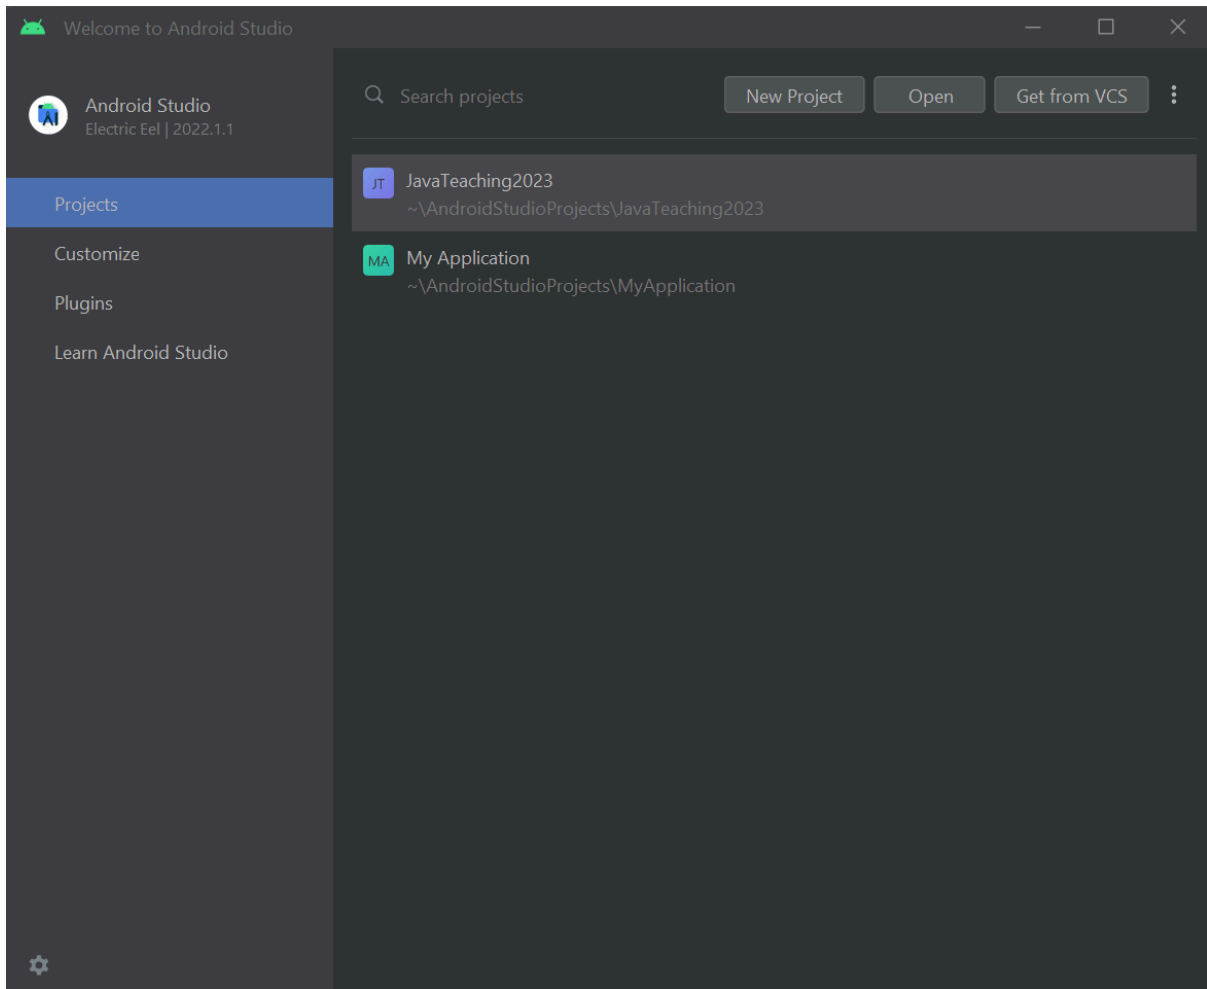 Welcome to Android Studio
Android Studio
Electric Eel | 2022.1.1
Projects
Customize
Plugins
Learn Android Studio
Search projects
New Project
Open
Get from VCS
JT
JavaTeaching2023
~\AndroidStudioProjects\JavaTeaching2023
MA
My Application
~\AndroidStudioProjects\MyApplication